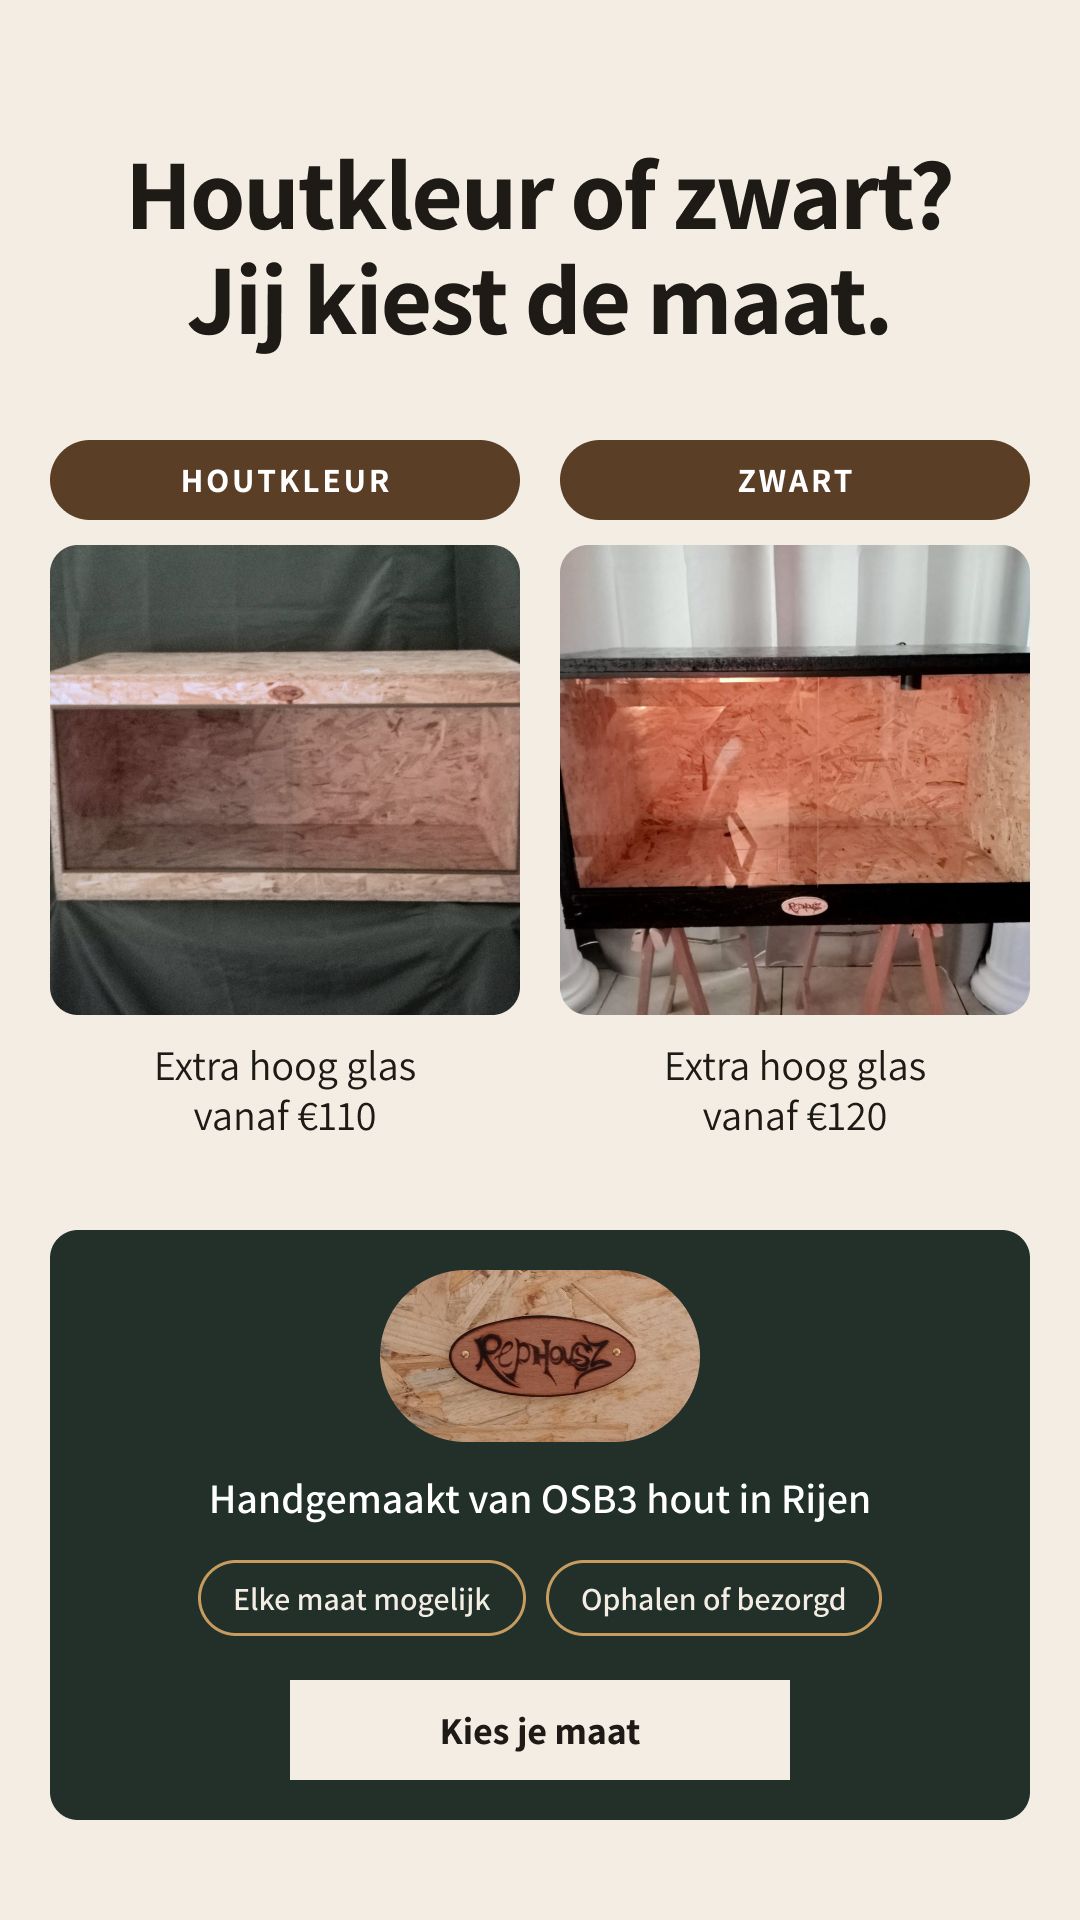 Houtkleur of zwart?
Jij kiest de maat.
HOUTKLEUR
ZWART
REPHOUSZ
Extra hoog glas
vanaf €110
Extra hoog glas
vanaf €120
RepHousZ
Handgemaakt van OSB3 hout in Rijen
Elke maat mogelijk
Ophalen of bezorgd
Kies je maat